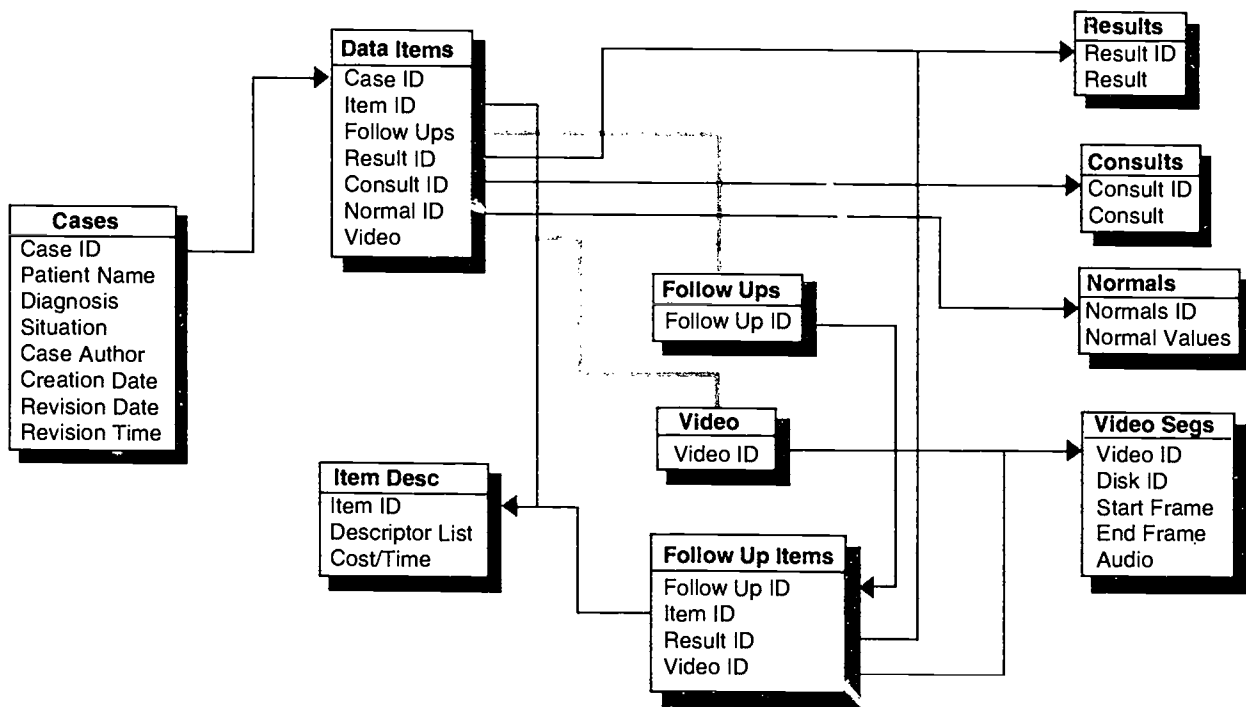 Cases
Case ID
Patient Name
Diagnosis
Situation
Case Author
Creation Date
Revision Date
Revision Time
Data Items
Case ID
Item ID
Follow Ups
Result ID
Consult ID
Normal ID
Video
Item Desc
Item ID
Descriptor List
Cost/Time
Follow Ups
Follow Up ID
Video
Video ID
Follow Up Items
Follow Up ID
Item ID
Result ID
Video ID
Results
Result ID
Result
Consults
Consult ID
Consult
Normals
Normals ID
Normal Values
Video Segs
Video ID
Disk ID
Start Frame
End Frame
Audio